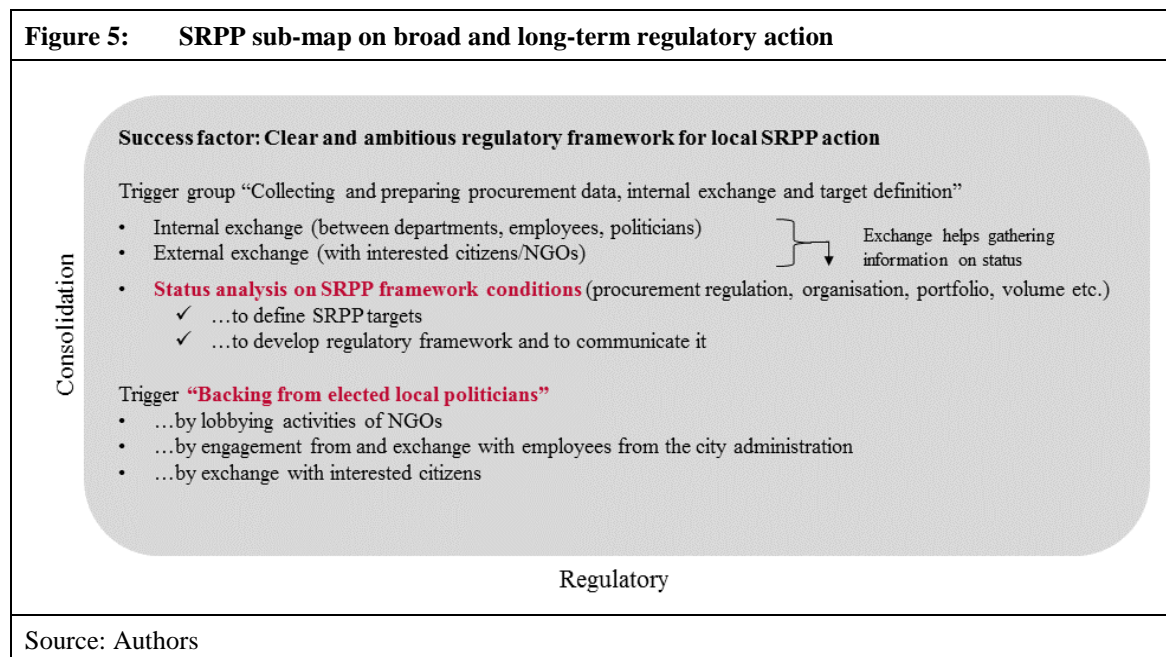 Figure 5: SRPP sub-map on broad and long-term regulatory action
Success factor: Clear and ambitious regulatory framework for local SRPP action
Trigger group “Collecting and preparing procurement data, internal exchange and target definition”
• Internal exchange (between departments, employees, politicians)
• External exchange (with interested citizens/NGOs)
Exchange helps gathering
information on status
• Status analysis on SRPP framework conditions (procurement regulation, organisation, portfolio, volume etc.)
✓ …to define SRPP targets
✓ …to develop regulatory framework and to communicate it
Trigger “Backing from elected local politicians”
• …by lobbying activities of NGOs
• …by engagement from and exchange with employees from the city administration
• …by exchange with interested citizens
Consolidation
Regulatory
Source: Authors